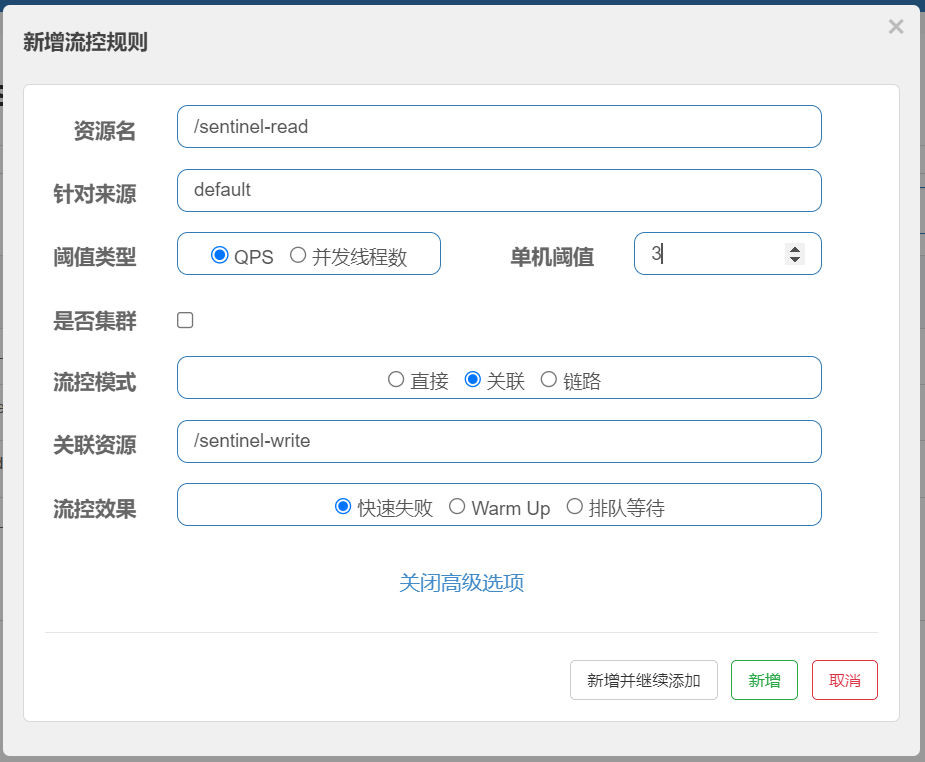 新增流控规则 ×
资源名 /sentinel-read
针对来源 default
阈值类型 QPS 并发线程数 单机阈值 3
是否集群
流控模式 直接 关联 链路
关联资源 /sentinel-write
流控效果 快速失败 Warm Up 排队等待
关闭高级选项
新增并继续添加 新增 取消